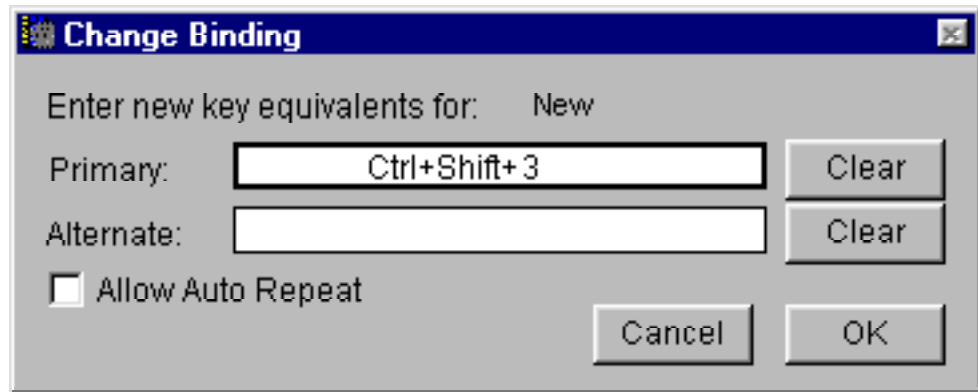 Change Binding
Enter new key equivalents for: New
Primary: Ctrl+Shift+3 Clear
Alternate: Clear
Allow Auto Repeat
Cancel OK